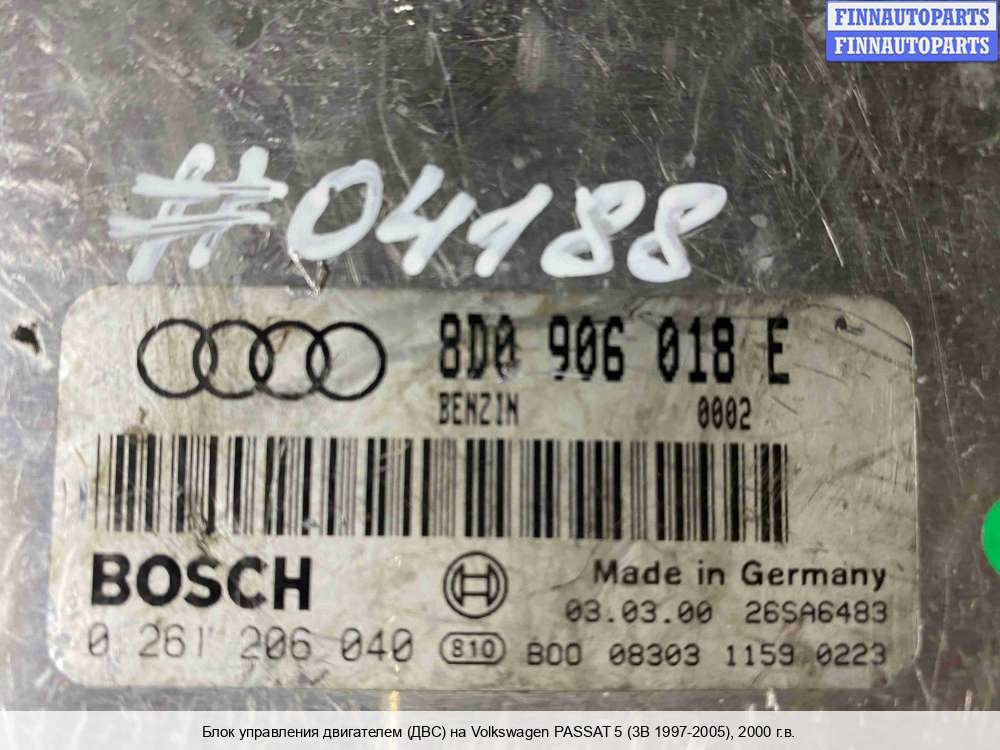 FINNAUTOPARTS
FINNAUTOPARTS
#04188
8D0 906 018 E
BENZIN 0002
BOSCH
Made in Germany
03.03.00 26SA6483
0 261 206 040 S10 B00 08303 1159 0223
Блок управления двигателем (ДВС) на Volkswagen PASSAT 5 (3B 1997-2005), 2000 г.в.